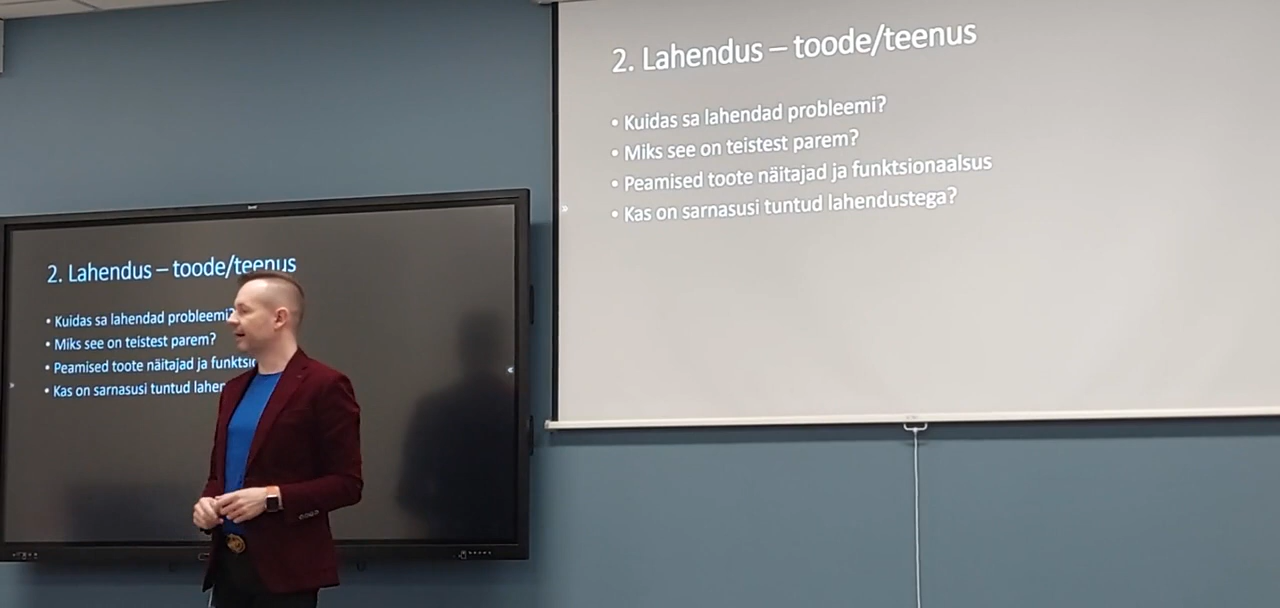 2. Lahendus – toode/teenus
• Kuidas sa lahendad probleemi?
• Miks see on teistest parem?
• Peamised toote näitajad ja funktsionaalsus
• Kas on sarnasusi tuntud lahendustega?
2. Lahendus – toode/teenus
• Kuidas sa lahendad probleemi?
• Miks see on teistest parem?
• Peamised toote näitajad ja funktsio
• Kas on sarnasusi tuntud lahen